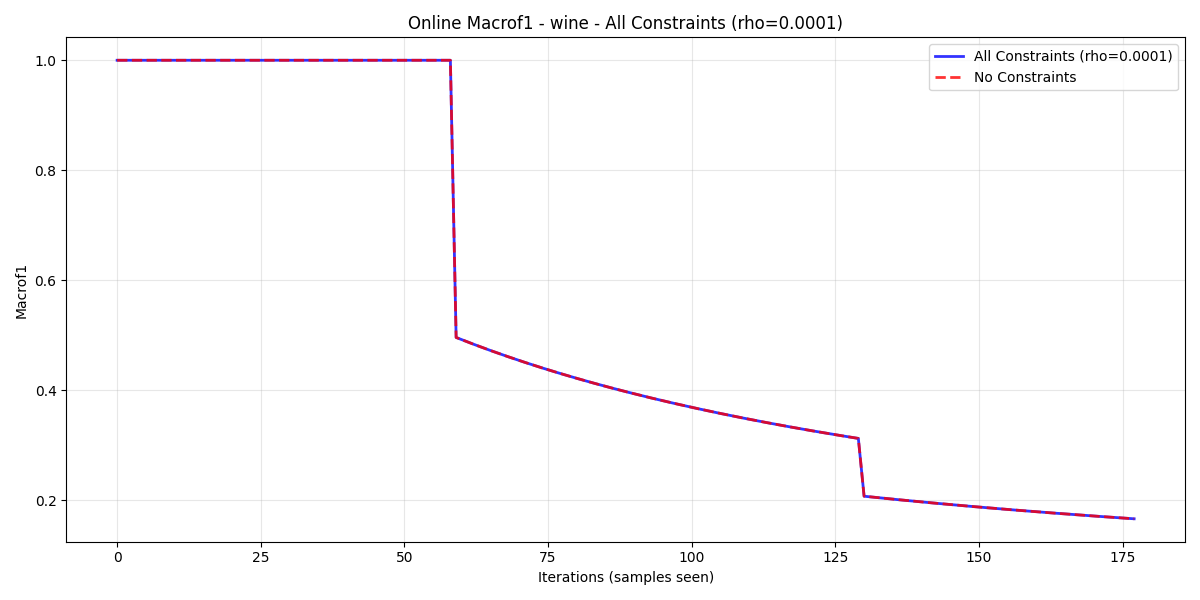 Online Macrof1 - wine - All Constraints (rho=0.0001)
All Constraints (rho=0.0001)
No Constraints
Macrof1
1.0
0.8
0.6
0.4
0.2
0 25 50 75 100 125 150 175
Iterations (samples seen)